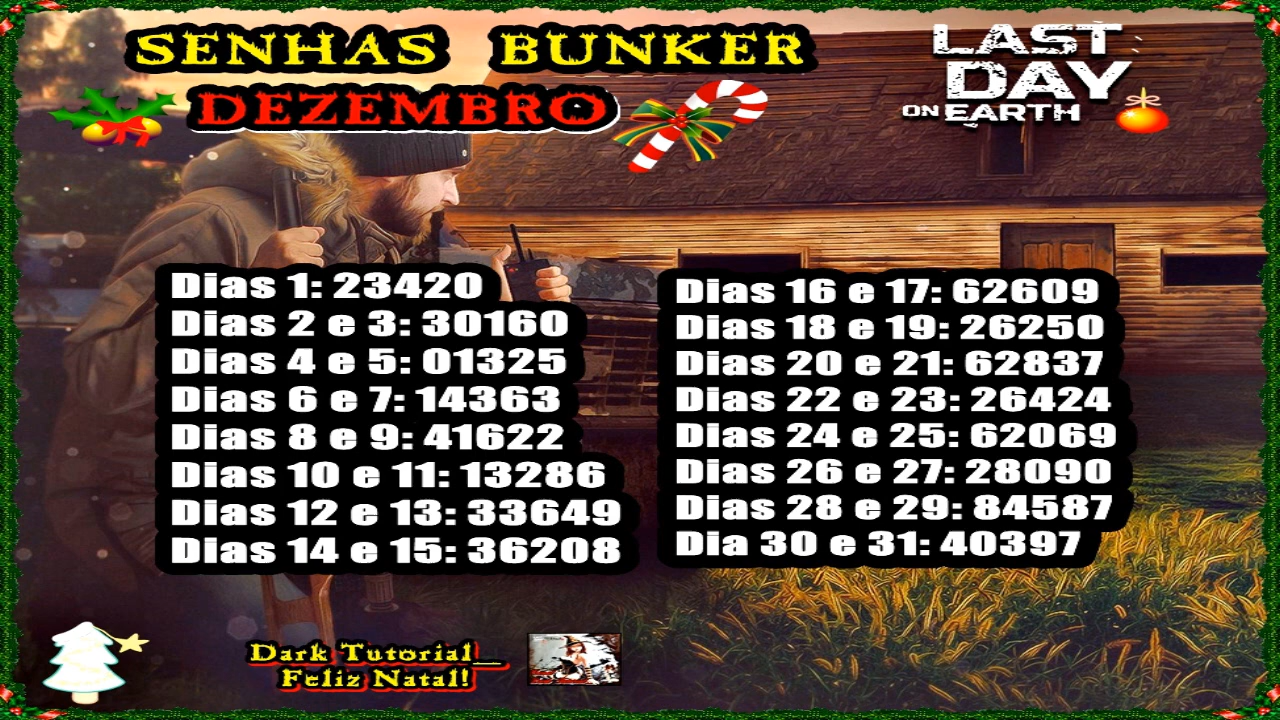 SENHAS BUNKER
DEZEMBRO
LAST
DAY
ON EARTH
Dias 1: 23420
Dias 2 e 3: 30160
Dias 4 e 5: 01325
Dias 6 e 7: 14363
Dias 8 e 9: 41622
Dias 10 e 11: 13286
Dias 12 e 13: 33649
Dias 14 e 15: 36208
Dias 16 e 17: 62609
Dias 18 e 19: 26250
Dias 20 e 21: 62837
Dias 22 e 23: 26424
Dias 24 e 25: 62069
Dias 26 e 27: 28090
Dias 28 e 29: 84587
Dia 30 e 31: 40397
Dark Tutorial__
Feliz Natal!